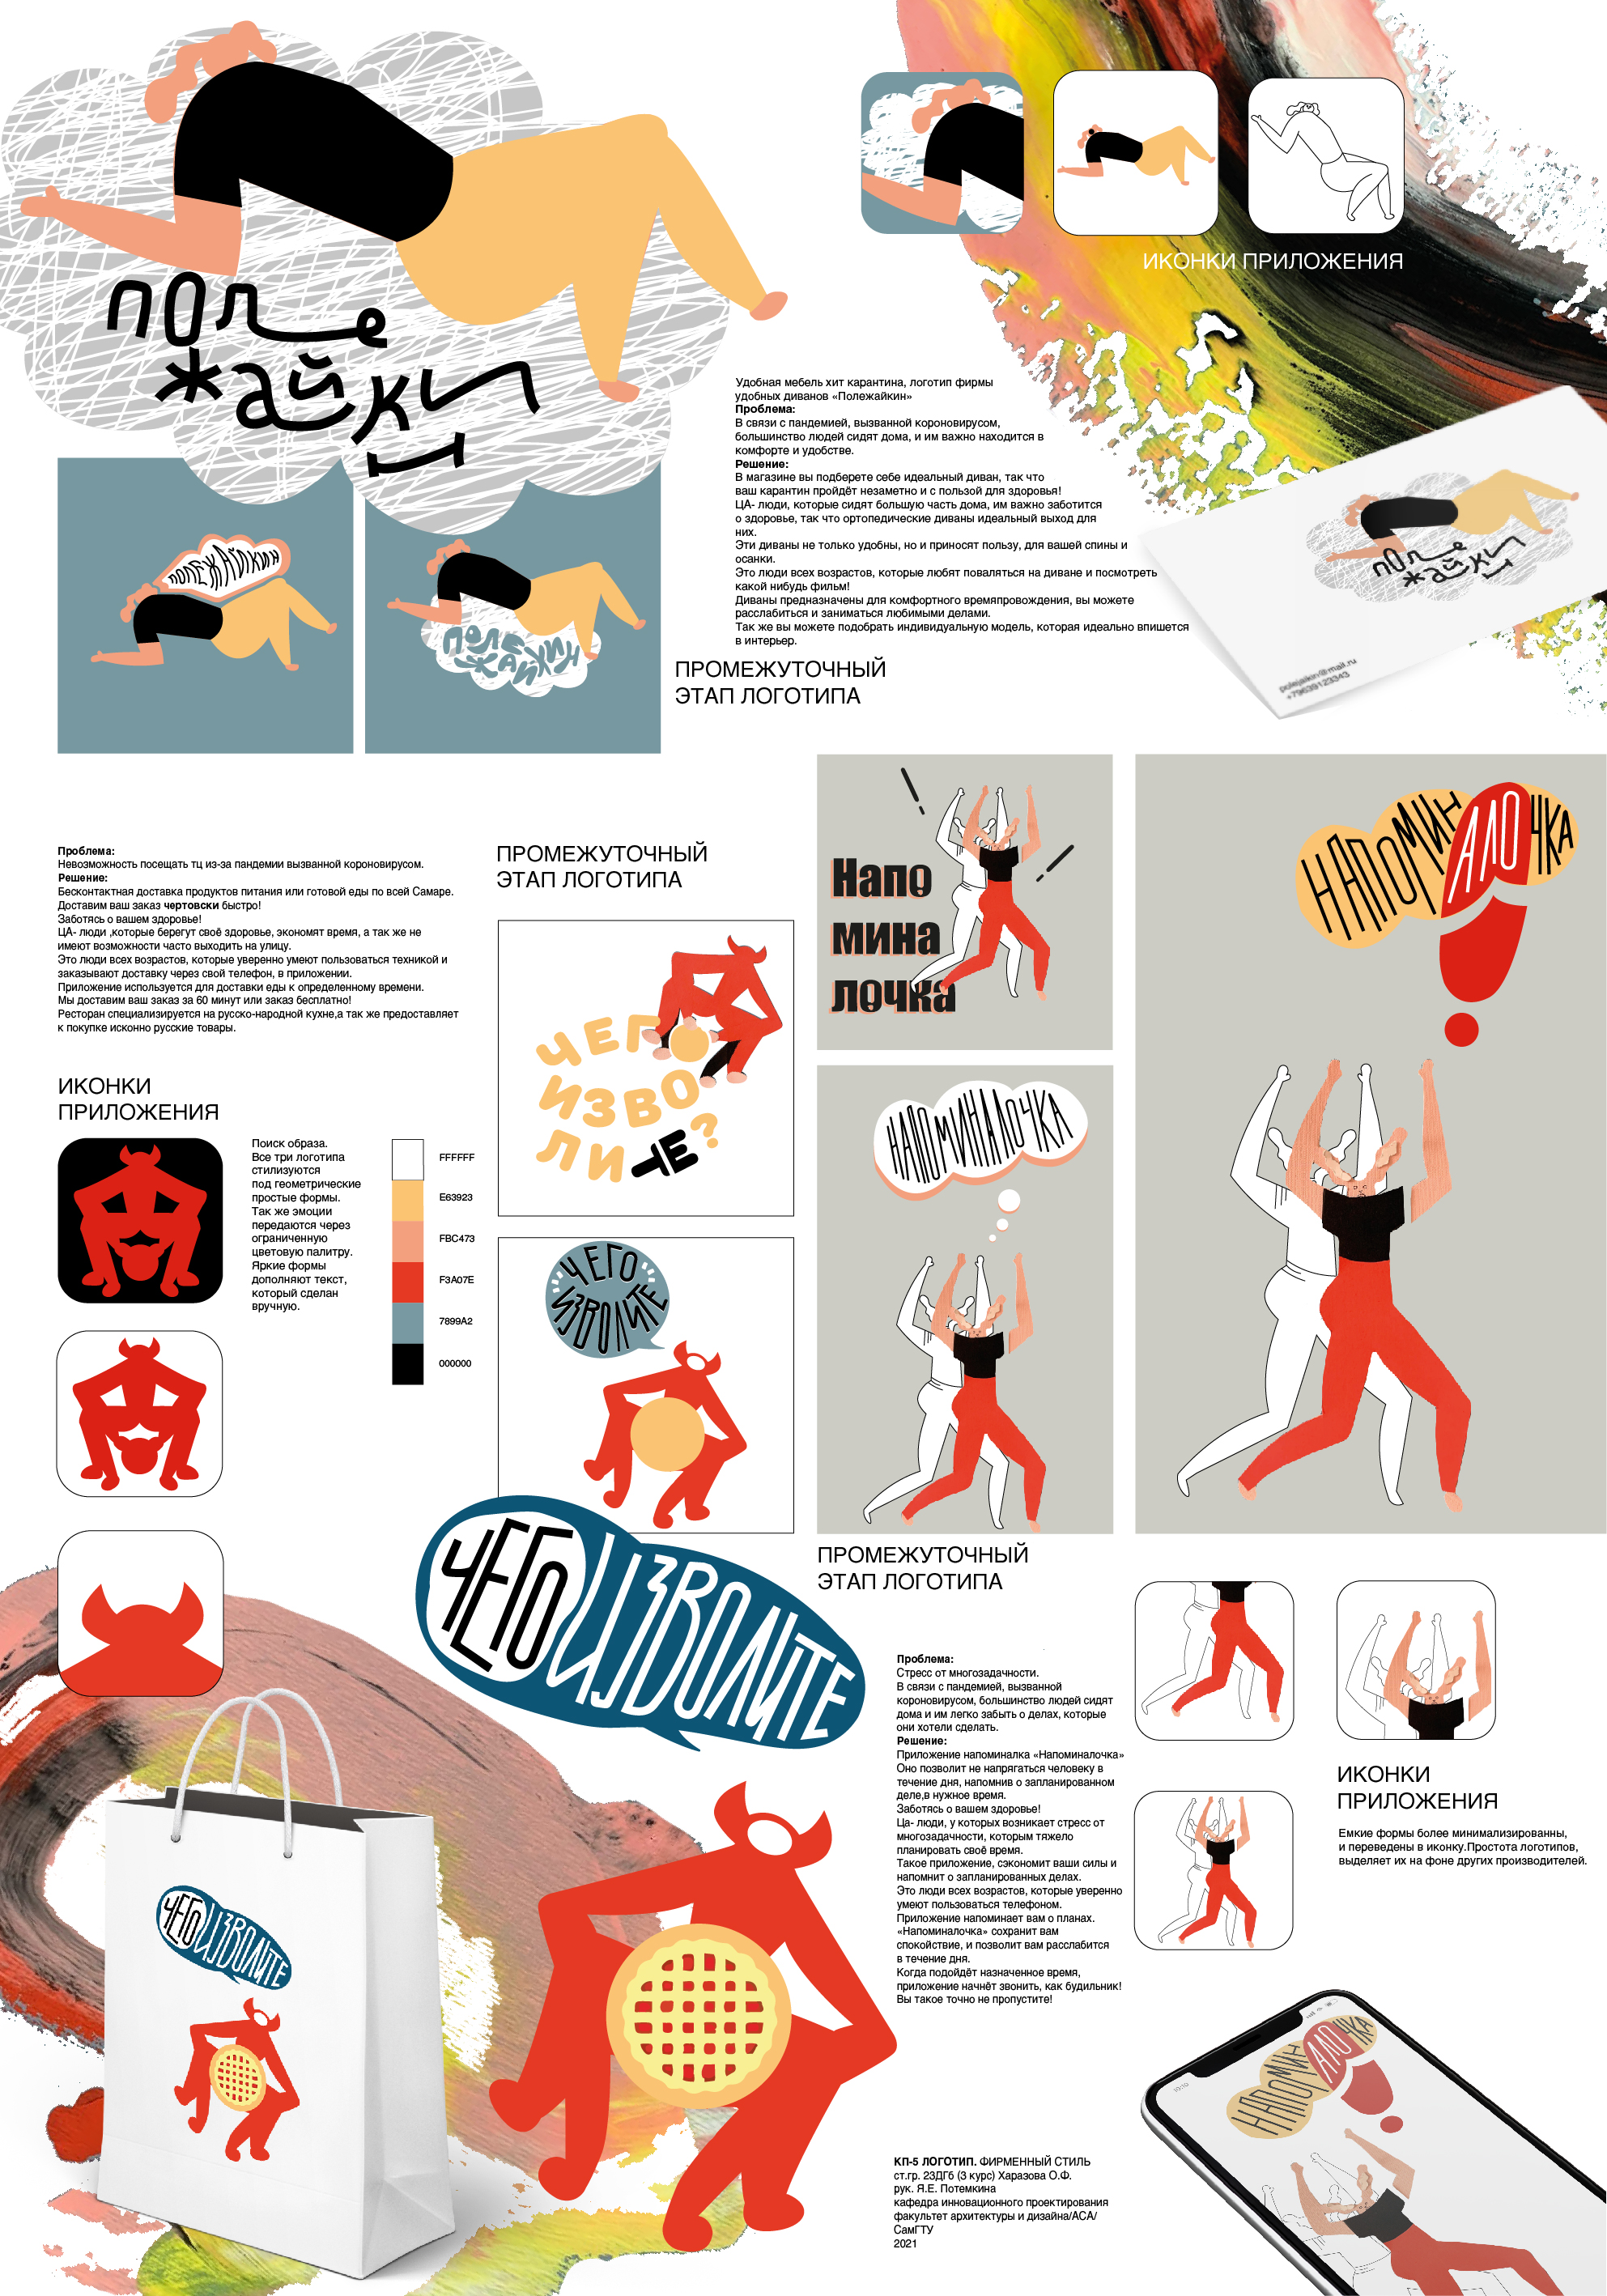 ПОЛЕ
ЖАЙКИН
ИКОНКИ ПРИЛОЖЕНИЯ
Удобная мебель хит карантина, логотип фирмы
удобных диванов «Полежайкин»
Проблема:
В связи с пандемией, вызванной короновирусом,
большинство людей сидят дома, и им важно находится в
комфорте и удобстве.
Решение:
В магазине вы подберете себе идеальный диван, так что
ваш карантин пройдёт незаметно и с пользой для здоровья!
ЦА- люди, которые сидят большую часть дома, им важно заботится
о здоровье, так что ортопедические диваны идеальный выход для
них.
Эти диваны не только удобны, но и приносят пользу, для вашей спины и
осанки.
Это люди всех возрастов, которые любят поваляться на диване и посмотреть
какой нибудь фильм!
Диваны предназначены для комфортного времяпровождения, вы можете
расслабиться и заниматься любимыми делами.
Так же вы можете подобрать индивидуальную модель, которая идеально впишется
в интерьер.
ПОЛЕ
ЖАЙКИН
polejaikin@mail.ru
+79639123343
ПОЛЕЖАЙКИН
ПОЛЕ
ЖАЙКИН
ПРОМЕЖУТОЧНЫЙ
ЭТАП ЛОГОТИПА
Проблема:
Невозможность посещать тц из-за пандемии вызванной короновирусом.
Решение:
Бесконтактная доставка продуктов питания или готовой еды по всей Самаре.
Доставим ваш заказ чертовски быстро!
Заботясь о вашем здоровье!
ЦА- люди ,которые берегут своё здоровье, экономят время, а так же не
имеют возможности часто выходить на улицу.
Это люди всех возрастов, которые уверенно умеют пользоваться техникой и
заказывают доставку через свой телефон, в приложении.
Приложение используется для доставки еды к определенному времени.
Мы доставим ваш заказ за 60 минут или заказ бесплатно!
Ресторан специализируется на русско-народной кухне,а так же предоставляет
к покупке исконно русские товары.
ПРОМЕЖУТОЧНЫЙ
ЭТАП ЛОГОТИПА
ЧЕГО
ИЗВО
ЛИЧЕ?
Напо
мина
лочка
НАПОМИНАЛОЧКА
НАПОМИНАЛОЧКА
ИКОНКИ
ПРИЛОЖЕНИЯ
Поиск образа.
Все три логотипа
стилизуются
под геометрические
простые формы.
Так же эмоции
передаются через
ограниченную
цветовую палитру.
Яркие формы
дополняют текст,
который сделан
вручную.
FFFFFF
E63923
FBC473
F3A07E
7899A2
000000
ЧЕГО
ИЗВОЛИТЕ
ЧЕГО ИЗВОЛИТЕ
ПРОМЕЖУТОЧНЫЙ
ЭТАП ЛОГОТИПА
Проблема:
Стресс от многозадачности.
В связи с пандемией, вызванной
короновирусом, большинство людей сидят
дома и им легко забыть о делах, которые
они хотели сделать.
Решение:
Приложение напоминалка «Напоминалочка»
Оно позволит не напрягаться человеку в
течение дня, напомнив о запланированном
деле,в нужное время.
Заботясь о вашем здоровье!
Ца- люди, у которых возникает стресс от
многозадачности, которым тяжело
планировать своё время.
Такое приложение, сэкономит ваши силы и
напомнит о запланированных делах.
Это люди всех возрастов, которые уверенно
умеют пользоваться телефоном.
Приложение напоминает вам о планах.
«Напоминалочка» сохранит вам
спокойствие, и позволит вам расслабится
в течение дня.
Когда подойдёт назначенное время,
приложение начнёт звонить, как будильник!
Вы такое точно не пропустите!
ИКОНКИ
ПРИЛОЖЕНИЯ
Емкие формы более минимализированны,
и переведены в иконку.Простота логотипов,
выделяет их на фоне других производителей.
ЧЕГО ИЗВОЛИТЕ
НАПОМИНАЛОЧКА
КП-5 ЛОГОТИП. ФИРМЕННЫЙ СТИЛЬ
ст.гр. 23ДГ6 (3 курс) Харазова О.Ф.
рук. Я.Е. Потемкина
кафедра инновационного проектирования
факультет архитектуры и дизайна/АСА/
СамГТУ
2021